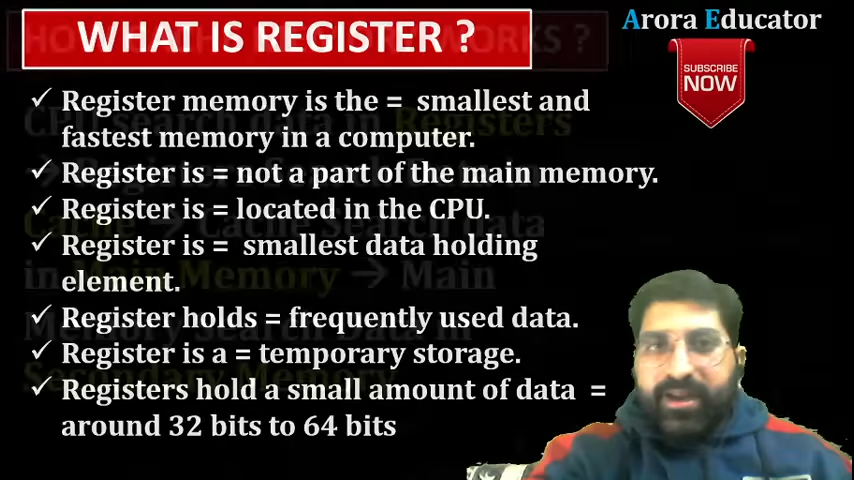 WHAT IS REGISTER ?
Arora Educator
SUBSCRIBE
NOW
✓ Register memory is the = smallest and
fastest memory in a computer.
✓ Register is = not a part of the main memory.
✓ Register is = located in the CPU.
✓ Register is = smallest data holding
element.
✓ Register holds = frequently used data.
✓ Register is a = temporary storage.
✓ Registers hold a small amount of data =
around 32 bits to 64 bits